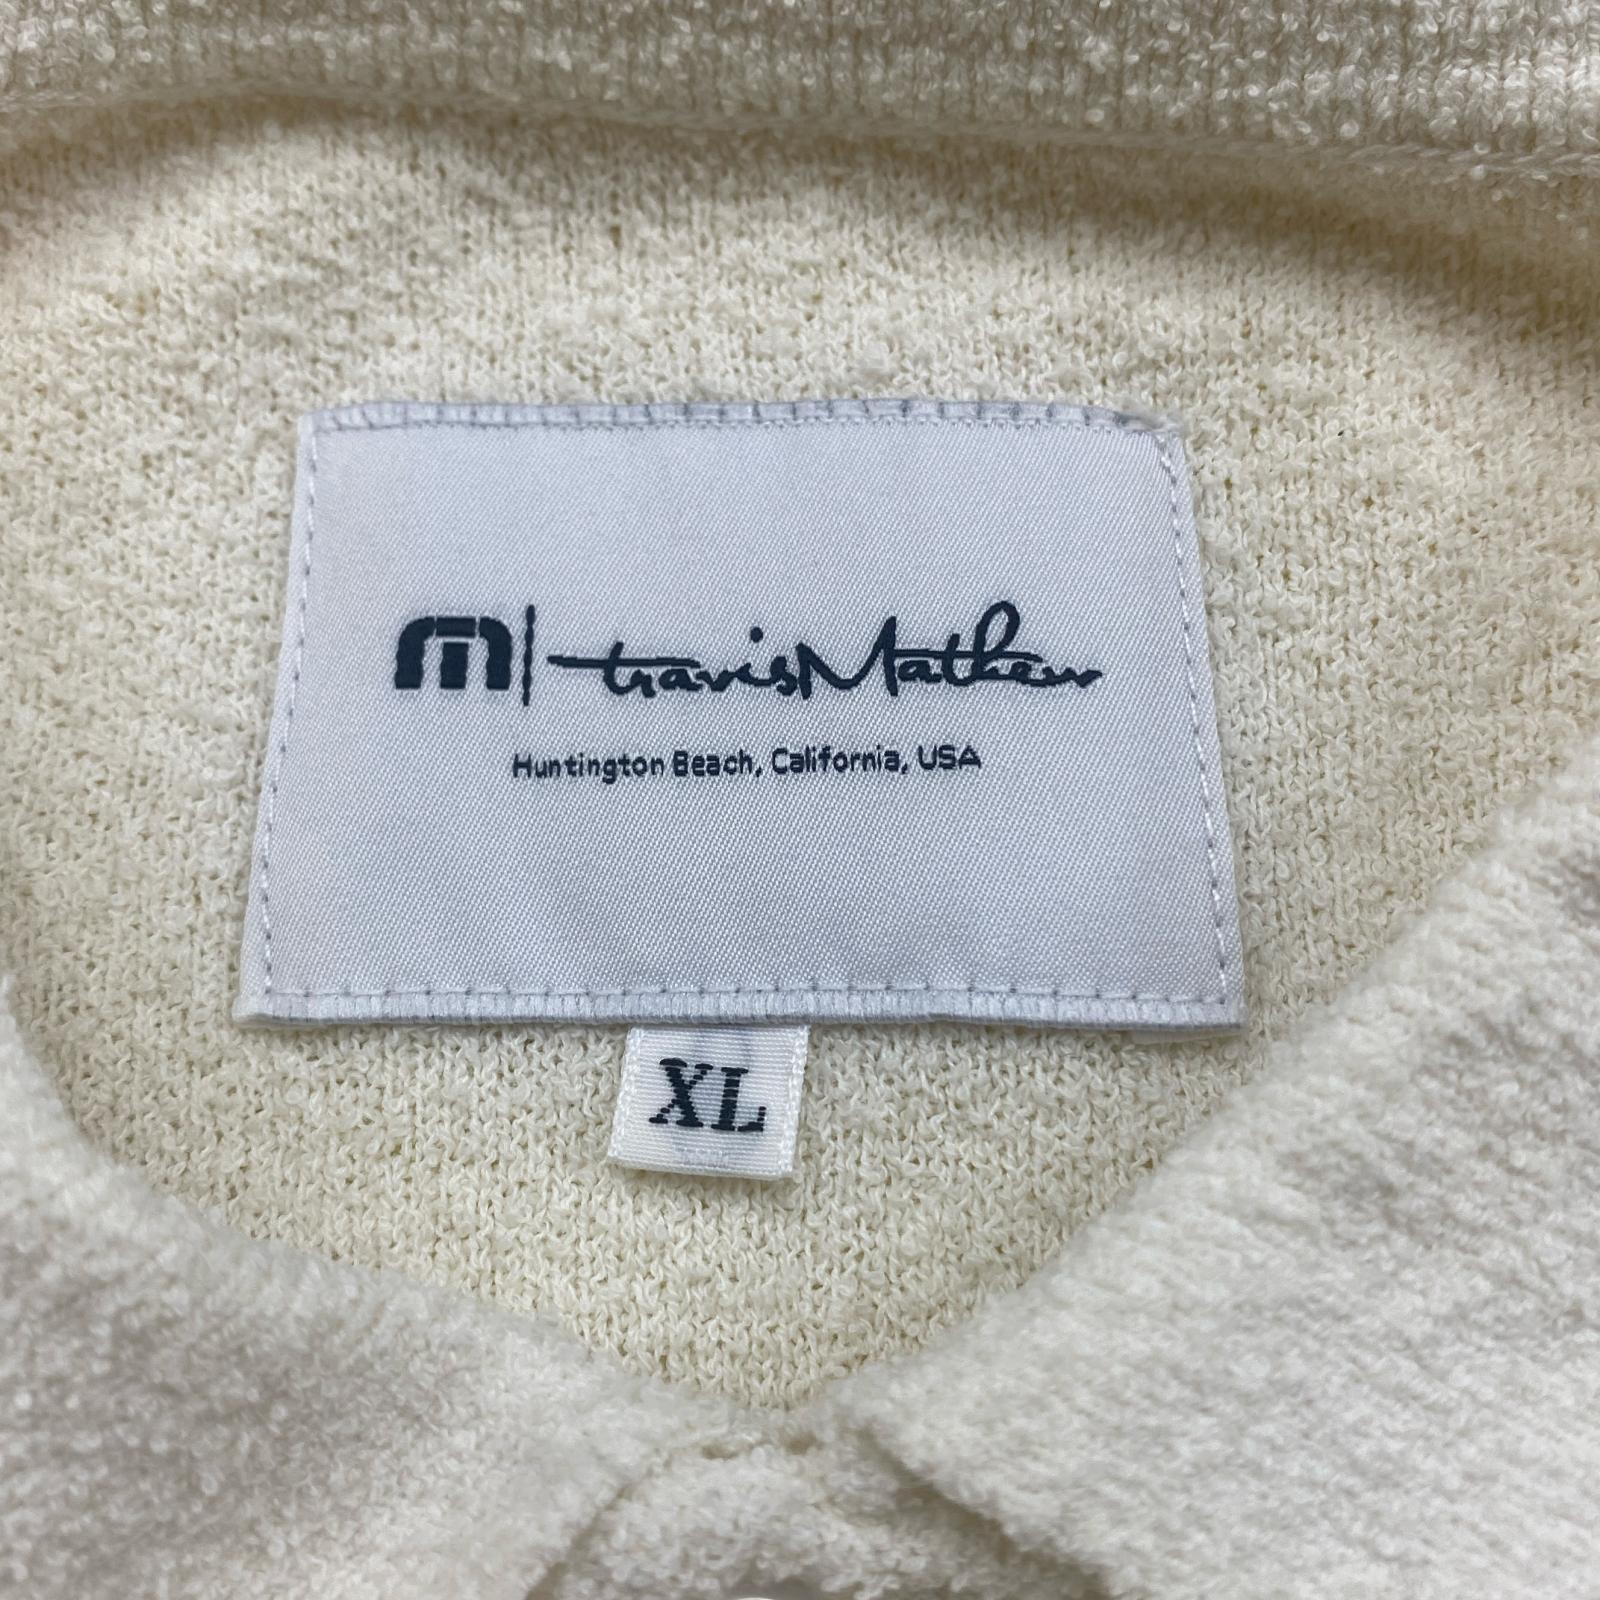 travisMathew
Huntington Beach, California, USA
XL